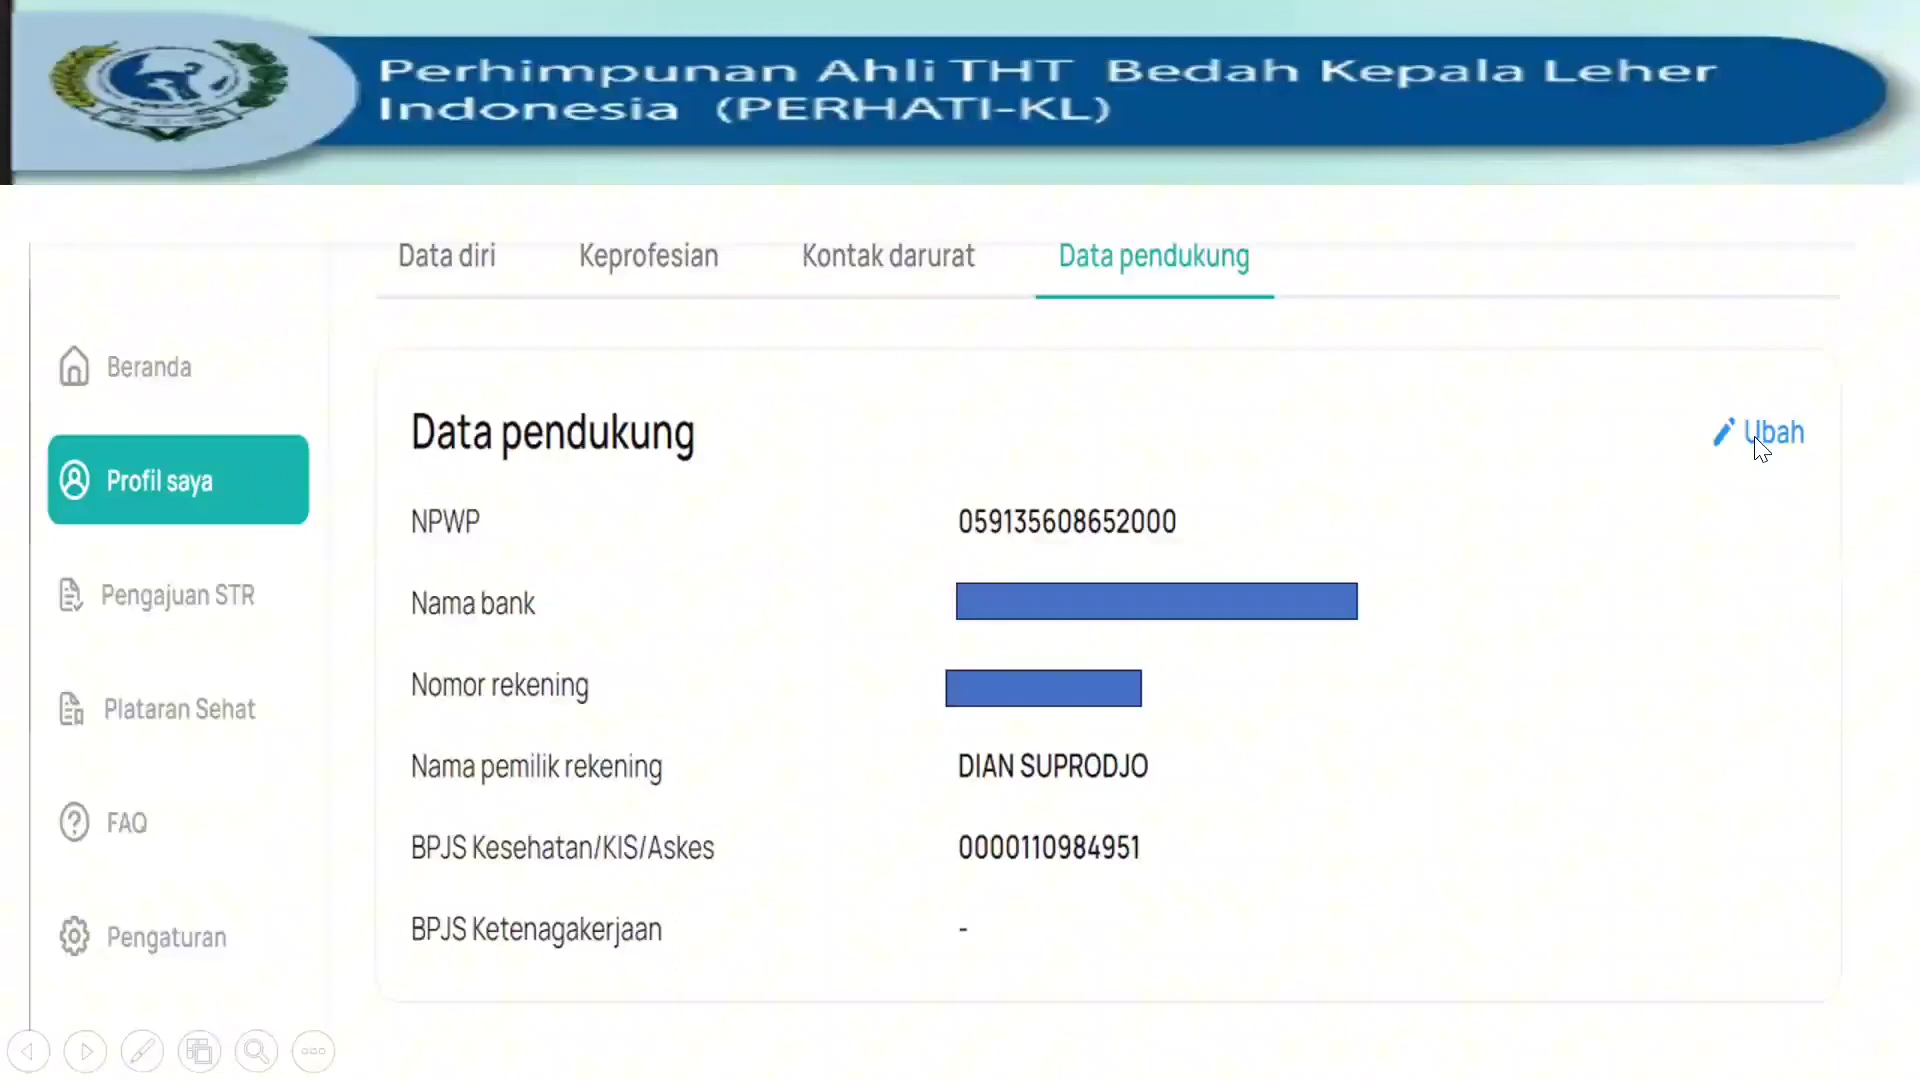 Perhimpunan Ahli THT Bedah Kepala Leher
Indonesia (PERHATI-KL)
Data diri
Keprofesian
Kontak darurat
Data pendukung
Beranda
Profil saya
Pengajuan STR
Plataran Sehat
FAQ
Pengaturan
Data pendukung
Ubah
NPWP 059135608652000
Nama bank
Nomor rekening
Nama pemilik rekening DIAN SUPRODJO
BPJS Kesehatan/KIS/Askes 0000110984951
BPJS Ketenagakerjaan -